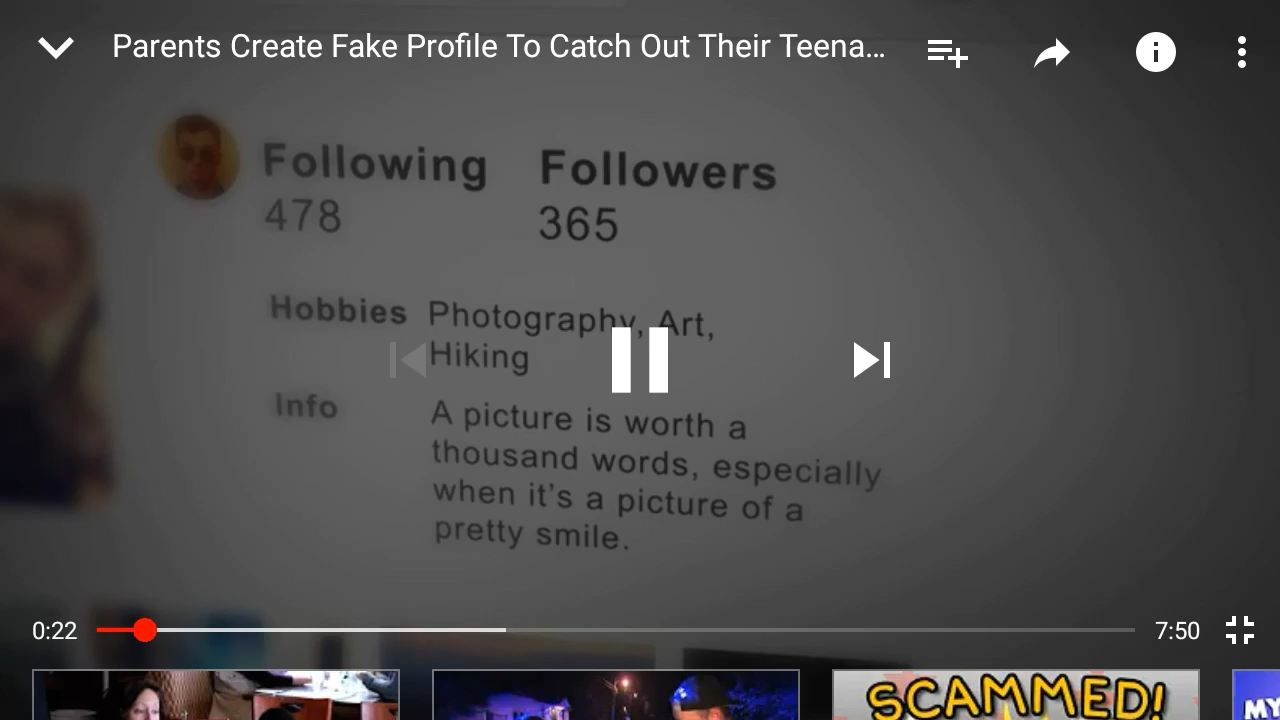 Parents Create Fake Profile To Catch Out Their Teena...
Following Followers
478 365
Hobbies Photography, Art,
Hiking
Info A picture is worth a
thousand words, especially
when it's a picture of a
pretty smile.
0:22 7:50
SCAMMED!
MY